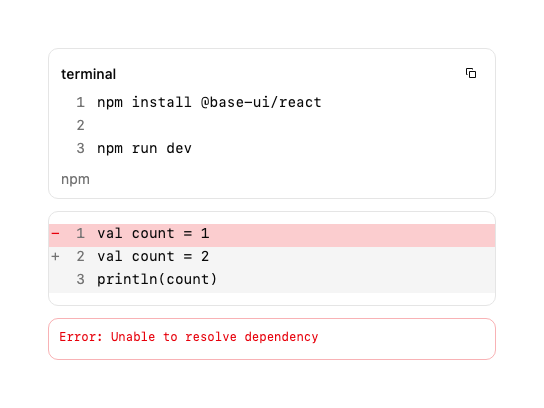 terminal
1 npm install @base-ui/react
2
3 npm run dev
npm
- 1 val count = 1
+ 2 val count = 2
3 println(count)
Error: Unable to resolve dependency